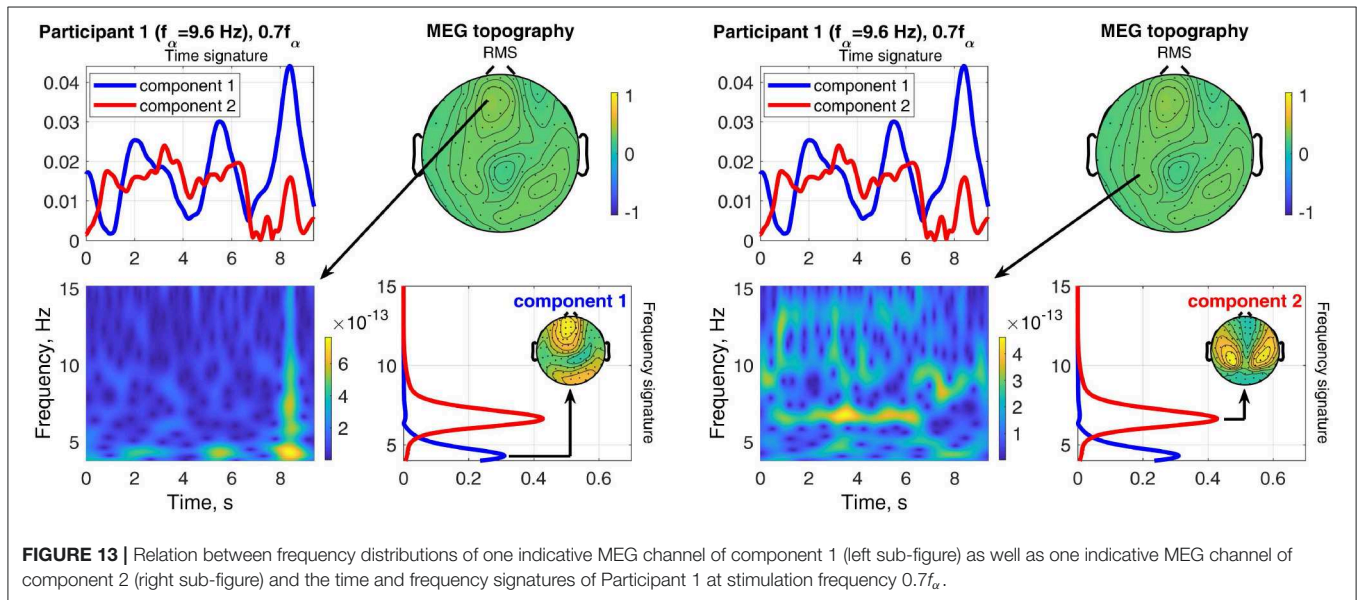 Participant 1 (fα=9.6 Hz), 0.7fα
Time signature
component 1
component 2
0.04
0.03
0.02
0.01
0
0 2 4 6 8
MEG topography
RMS
1
0
-1
Participant 1 (fα=9.6 Hz), 0.7fα
Time signature
component 1
component 2
0.04
0.03
0.02
0.01
0
0 2 4 6 8
MEG topography
RMS
1
0
-1
Frequency, Hz
15
10
5
0 2 4 6 8
Time, s
×10⁻¹³
6
4
2
component 1
Frequency signature
15
10
5
0 0.2 0.4 0.6
Frequency, Hz
15
10
5
0 2 4 6 8
Time, s
×10⁻¹³
4
3
2
1
component 2
Frequency signature
15
10
5
0 0.2 0.4 0.6
FIGURE 13 | Relation between frequency distributions of one indicative MEG channel of component 1 (left sub-figure) as well as one indicative MEG channel of
component 2 (right sub-figure) and the time and frequency signatures of Participant 1 at stimulation frequency 0.7fα.